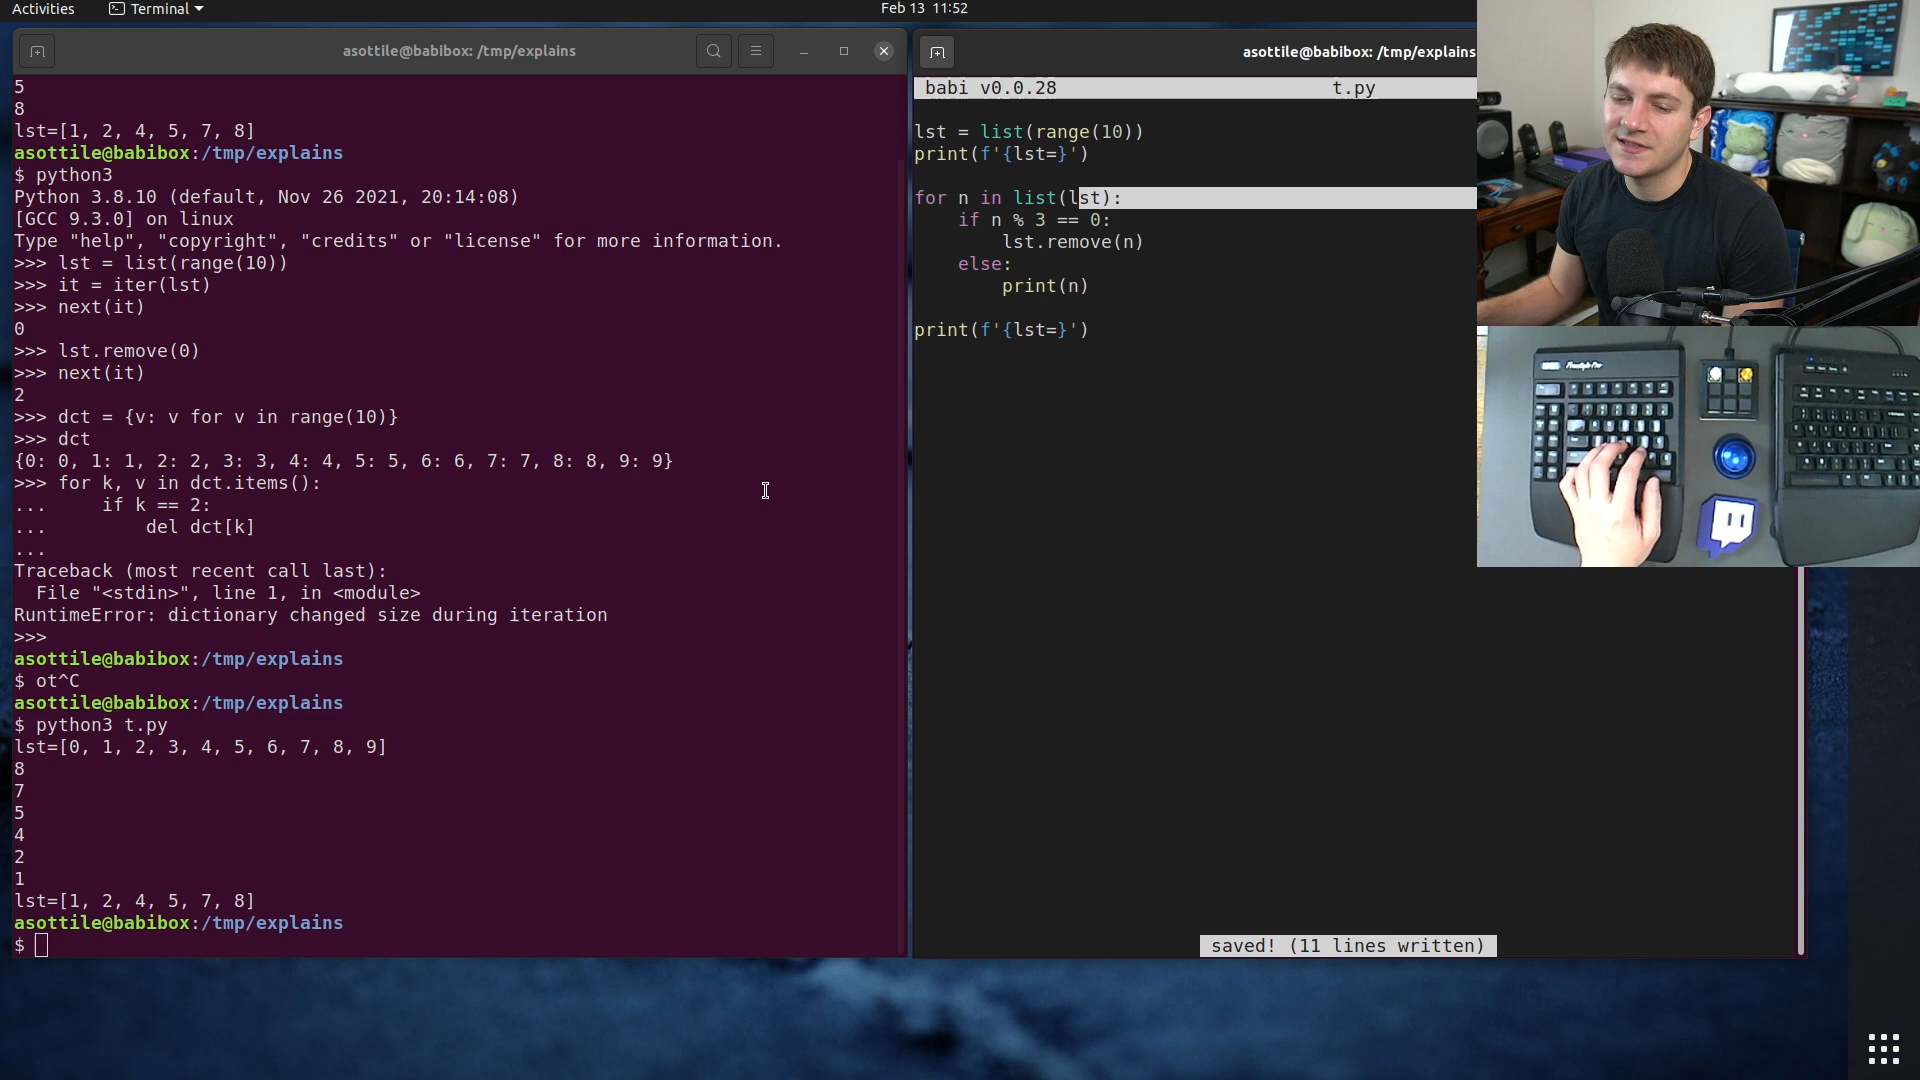 Activities
Terminal
Feb 13 11:52
asottile@babibox: /tmp/explains
5
8
lst=[1, 2, 4, 5, 7, 8]
asottile@babibox:/tmp/explains
$ python3
Python 3.8.10 (default, Nov 26 2021, 20:14:08)
[GCC 9.3.0] on linux
Type "help", "copyright", "credits" or "license" for more information.
>>> lst = list(range(10))
>>> it = iter(lst)
>>> next(it)
0
>>> lst.remove(0)
>>> next(it)
2
>>> dct = {v: v for v in range(10)}
>>> dct
{0: 0, 1: 1, 2: 2, 3: 3, 4: 4, 5: 5, 6: 6, 7: 7, 8: 8, 9: 9}
>>> for k, v in dct.items():
...     if k == 2:
...         del dct[k]
...
Traceback (most recent call last):
  File "<stdin>", line 1, in <module>
RuntimeError: dictionary changed size during iteration
>>>
asottile@babibox:/tmp/explains
$ ot^C
asottile@babibox:/tmp/explains
$ python3 t.py
lst=[0, 1, 2, 3, 4, 5, 6, 7, 8, 9]
8
7
5
4
2
1
lst=[1, 2, 4, 5, 7, 8]
asottile@babibox:/tmp/explains
$
asottile@babibox: /tmp/explains
babi v0.0.28 t.py
lst = list(range(10))
print(f'{lst=}')
for n in list(lst):
    if n % 3 == 0:
        lst.remove(n)
    else:
        print(n)
print(f'{lst=}')
saved! (11 lines written)
Freestyle Pro